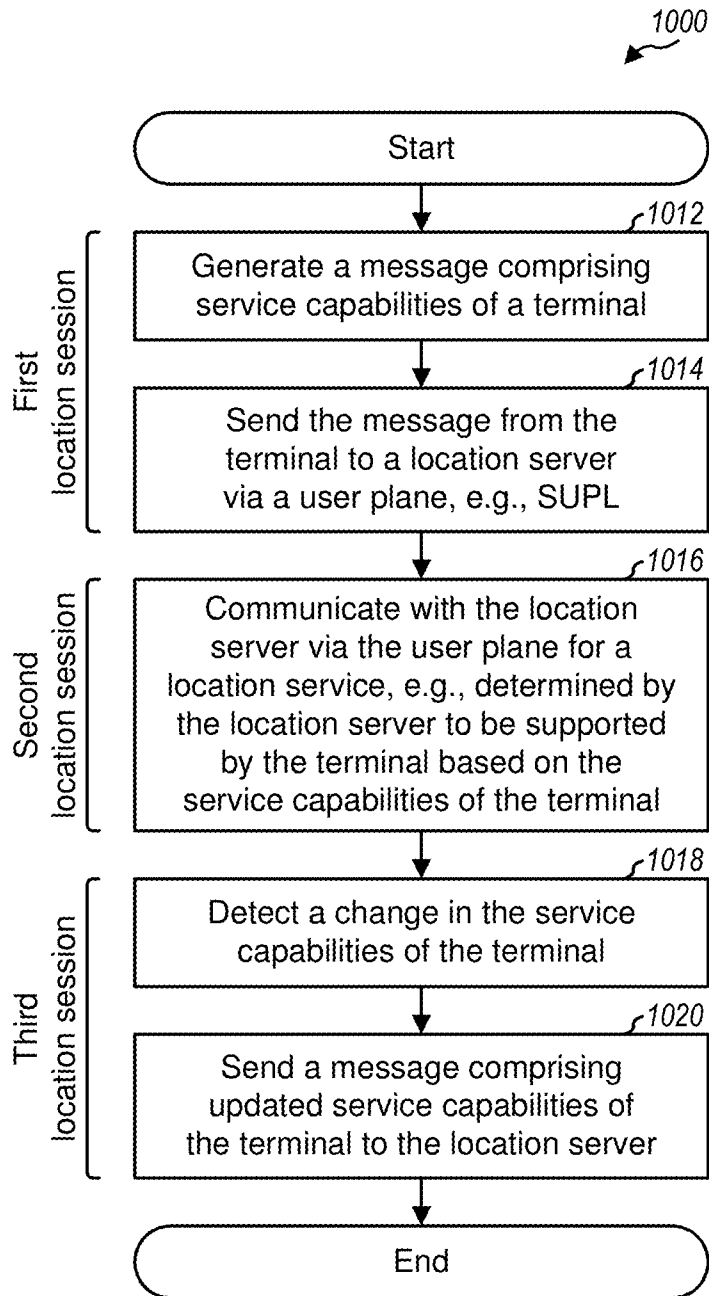 1000
Start
First
location session
1012
Generate a message comprising
service capabilities of a terminal
1014
Send the message from the
terminal to a location server
via a user plane, e.g., SUPL
Second
location session
1016
Communicate with the location
server via the user plane for a
location service, e.g., determined by
the location server to be supported
by the terminal based on the
service capabilities of the terminal
Third
location session
1018
Detect a change in the service
capabilities of the terminal
1020
Send a message comprising
updated service capabilities of
the terminal to the location server
End